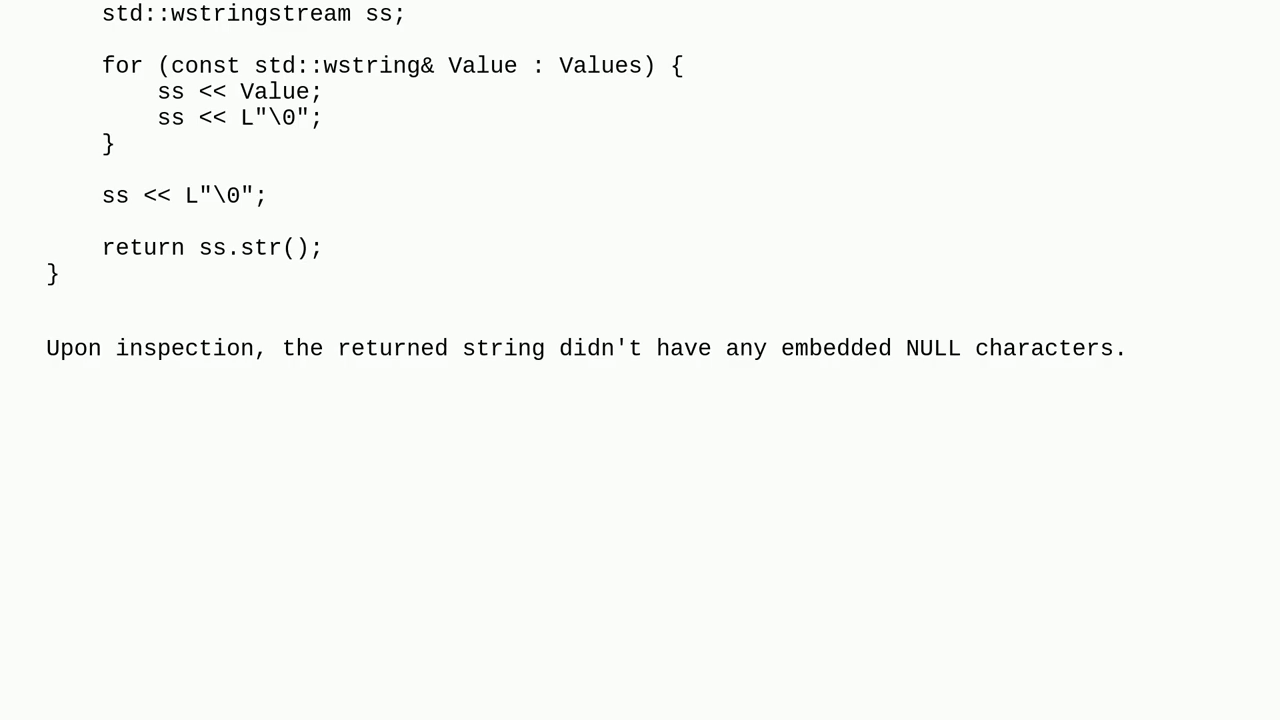 std::wstringstream ss;
for (const std::wstring& Value : Values) {
ss << Value;
ss << L"\0";
}
ss << L"\0";
return ss.str();
}
Upon inspection, the returned string didn't have any embedded NULL characters.